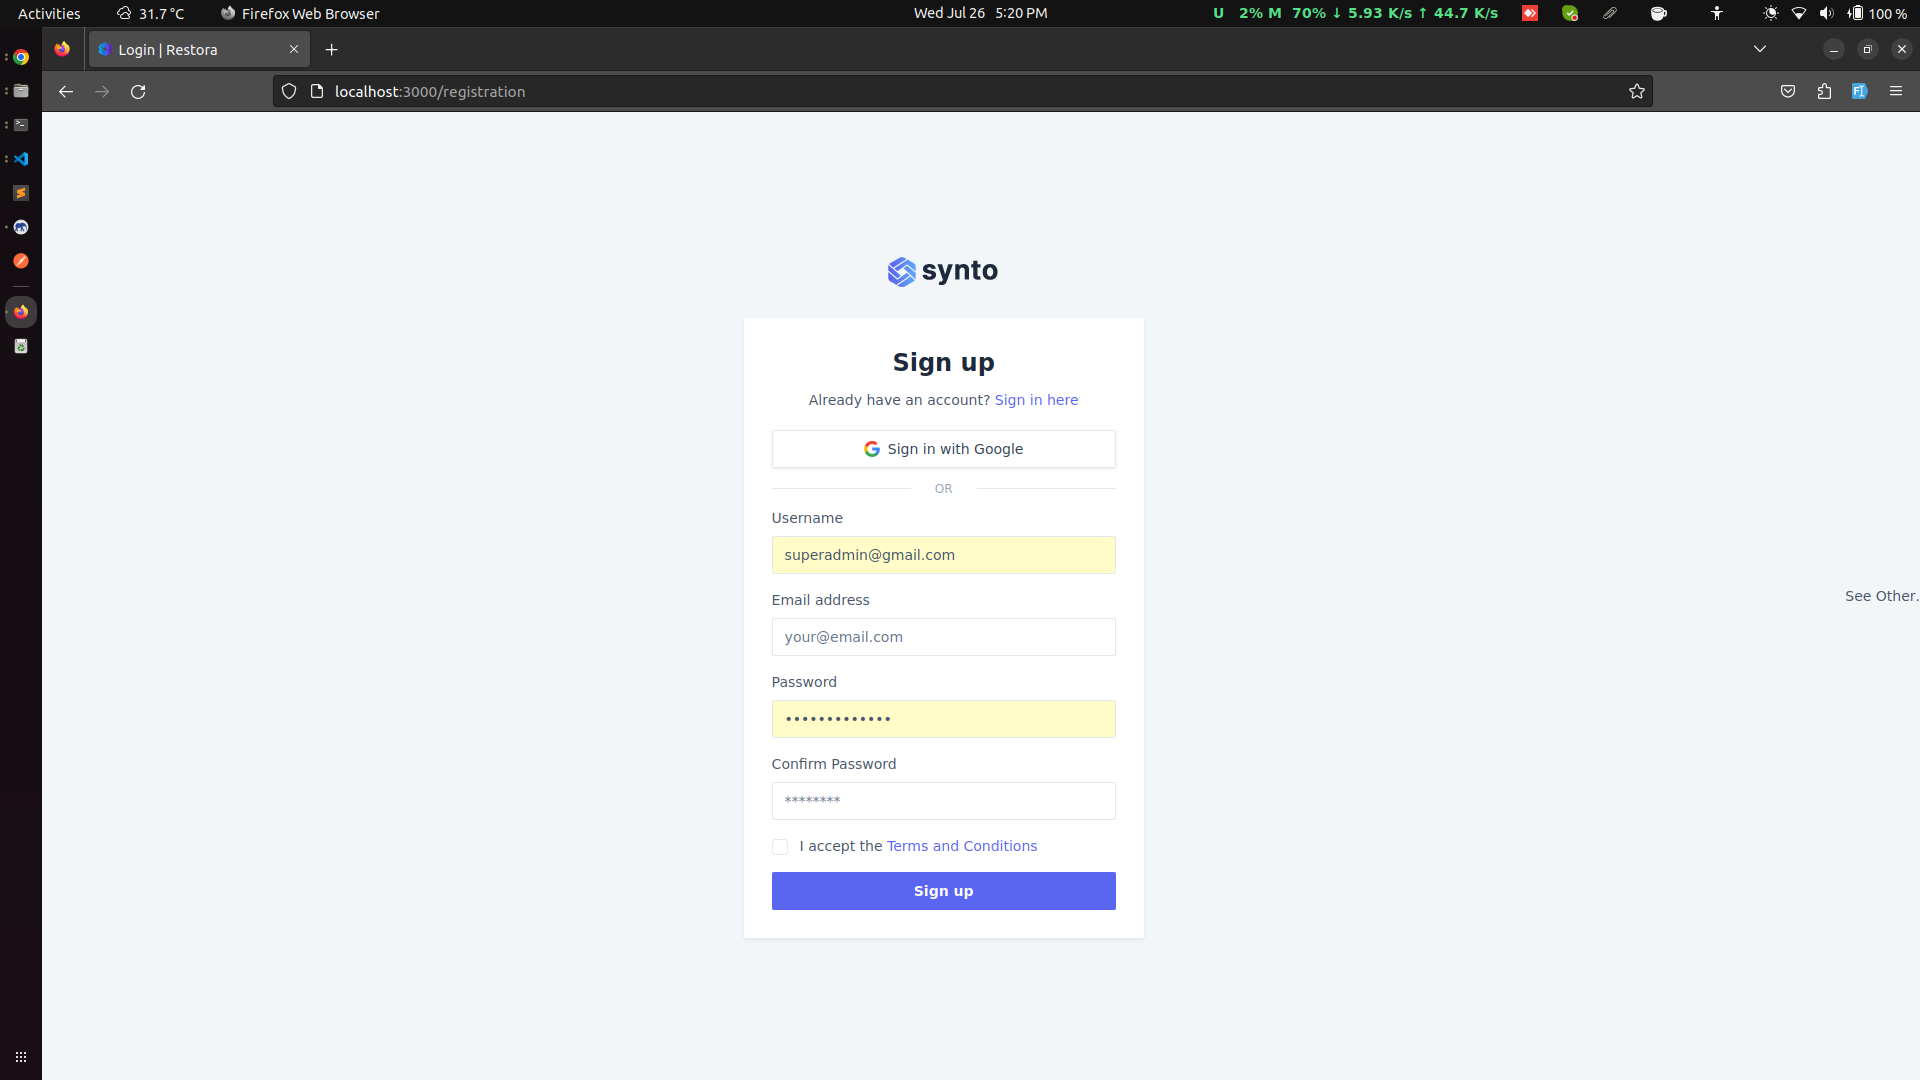 Activities 31.7 °C Firefox Web Browser Wed Jul 26 5:20 PM U 2% M 70% ↓ 5.93 K/s ↑ 44.7 K/s 100 %
Login | Restora
localhost:3000/registration
synto
Sign up
Already have an account? Sign in here
Sign in with Google
OR
Username
superadmin@gmail.com
Email address
your@email.com
Password
•••••••••••••
Confirm Password
********
I accept the Terms and Conditions
Sign up
See Other.